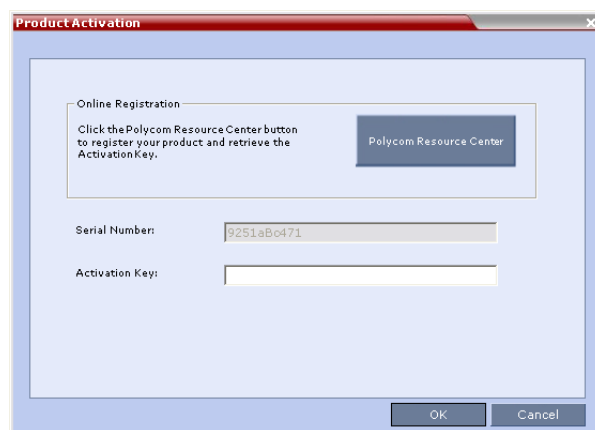 Product Activation
Online Registration
Click the Polycom Resource Center button
to register your product and retrieve the
Activation Key.
Polycom Resource Center
Serial Number:
9251aBc471
Activation Key:
OK
Cancel